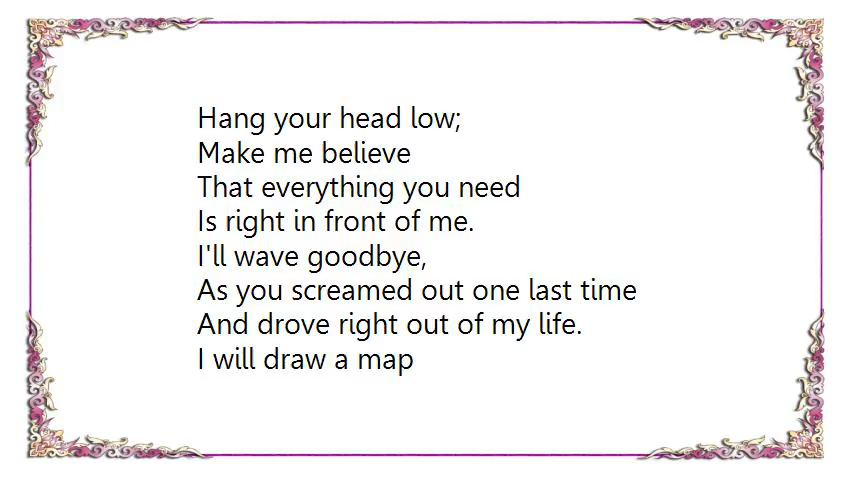 Hang your head low;
Make me believe
That everything you need
Is right in front of me.
I'll wave goodbye,
As you screamed out one last time
And drove right out of my life.
I will draw a map